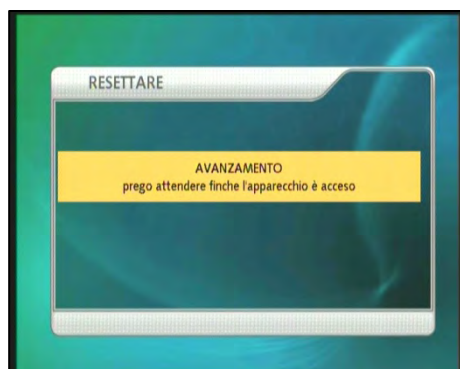 RESETTARE
AVANZAMENTO
prego attendere finche l'apparecchio è acceso